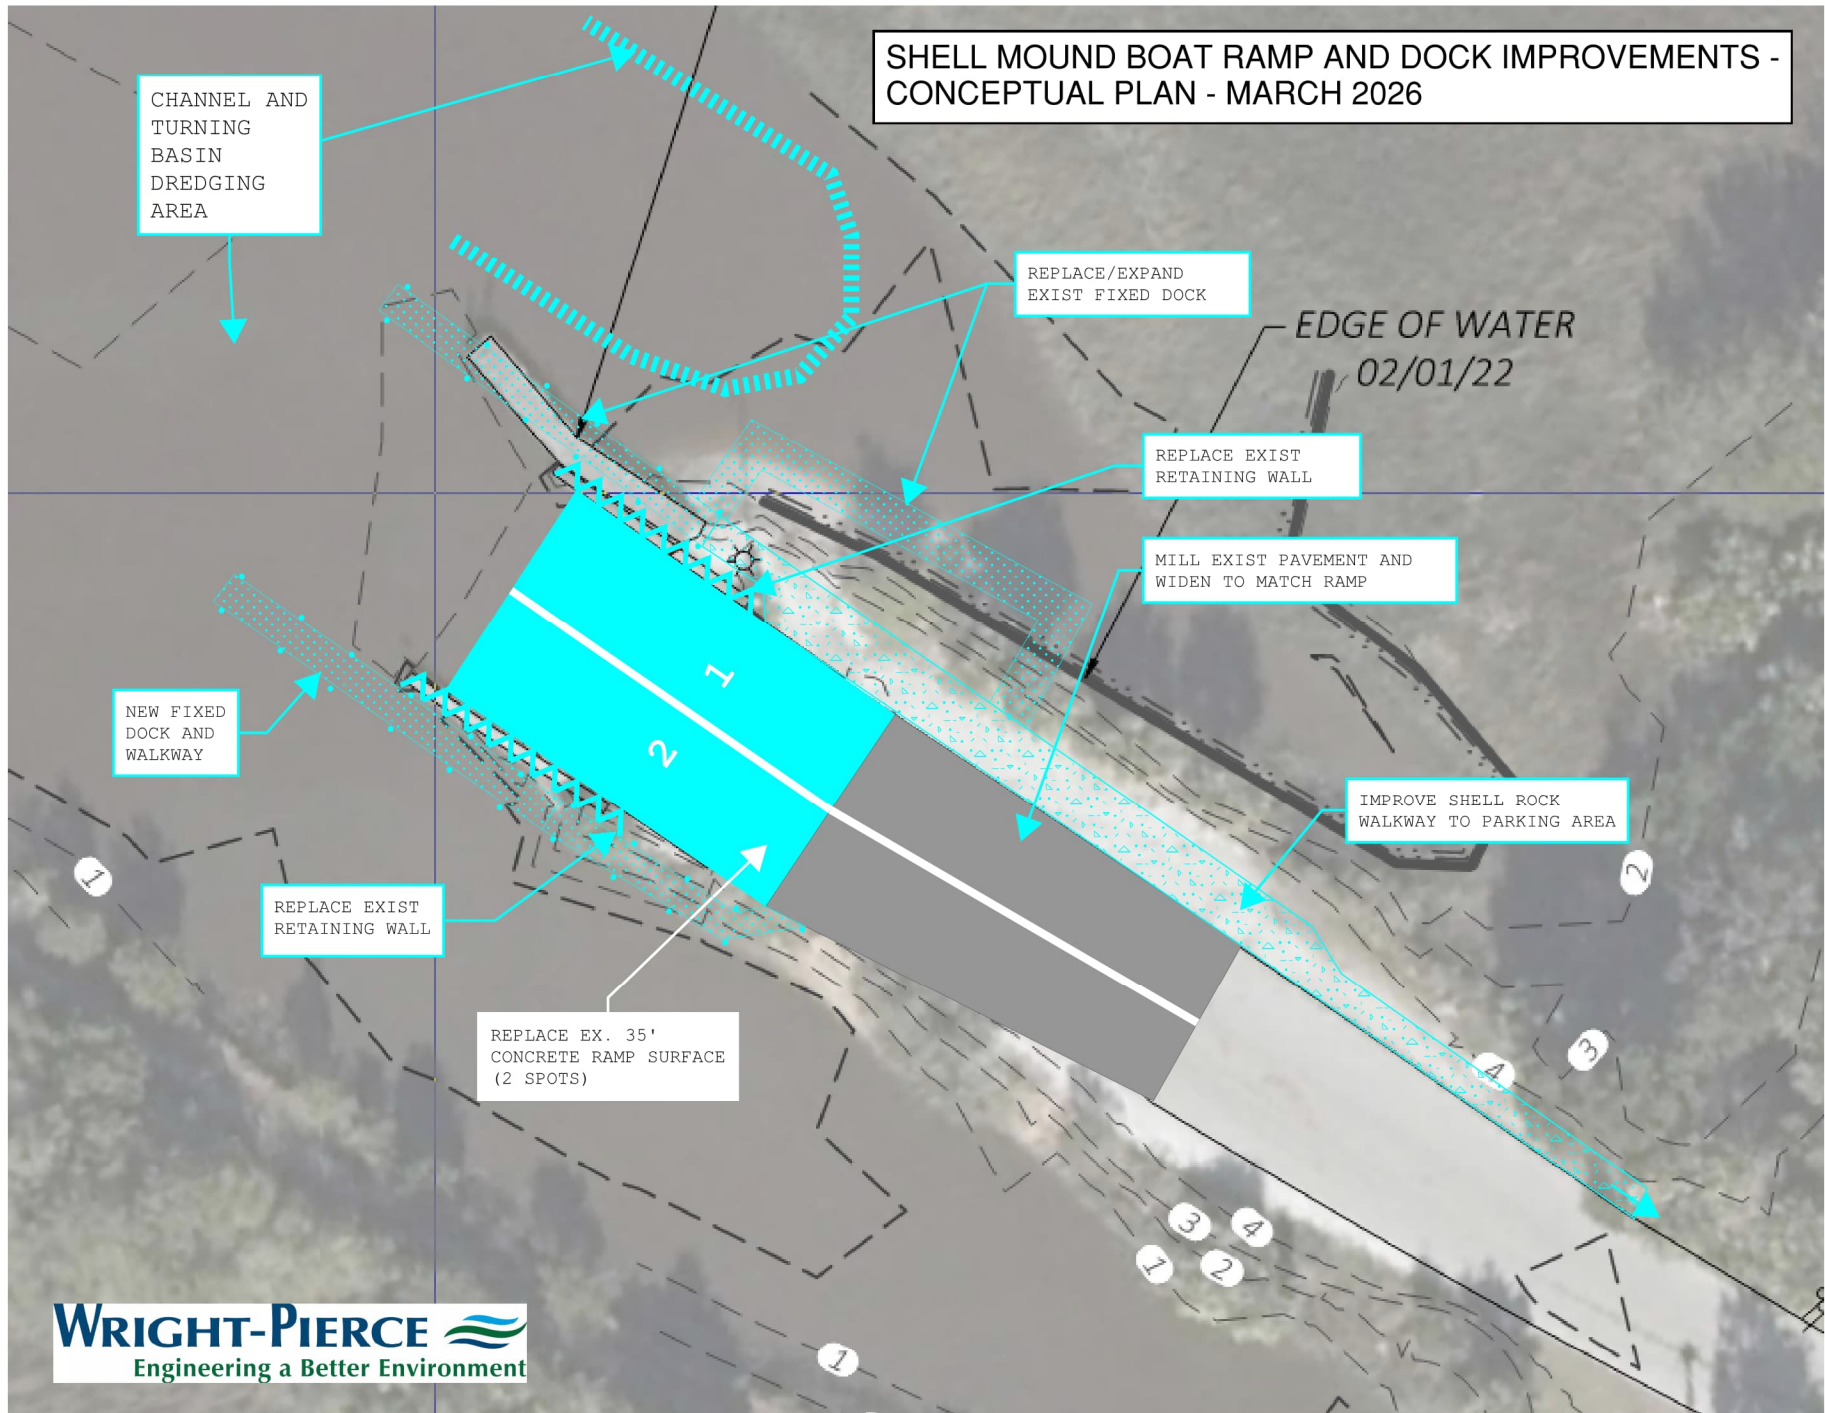 SHELL MOUND BOAT RAMP AND DOCK IMPROVEMENTS -
CONCEPTUAL PLAN - MARCH 2026
CHANNEL AND
TURNING
BASIN
DREDGING
AREA
REPLACE/EXPAND
EXIST FIXED DOCK
EDGE OF WATER
02/01/22
REPLACE EXIST
RETAINING WALL
MILL EXIST PAVEMENT AND
WIDEN TO MATCH RAMP
1
2
NEW FIXED
DOCK AND
WALKWAY
IMPROVE SHELL ROCK
WALKWAY TO PARKING AREA
1
2
REPLACE EXIST
RETAINING WALL
REPLACE EX. 35'
CONCRETE RAMP SURFACE
(2 SPOTS)
3
4
3
4
1
2
1
WRIGHT-PIERCE
Engineering a Better Environment